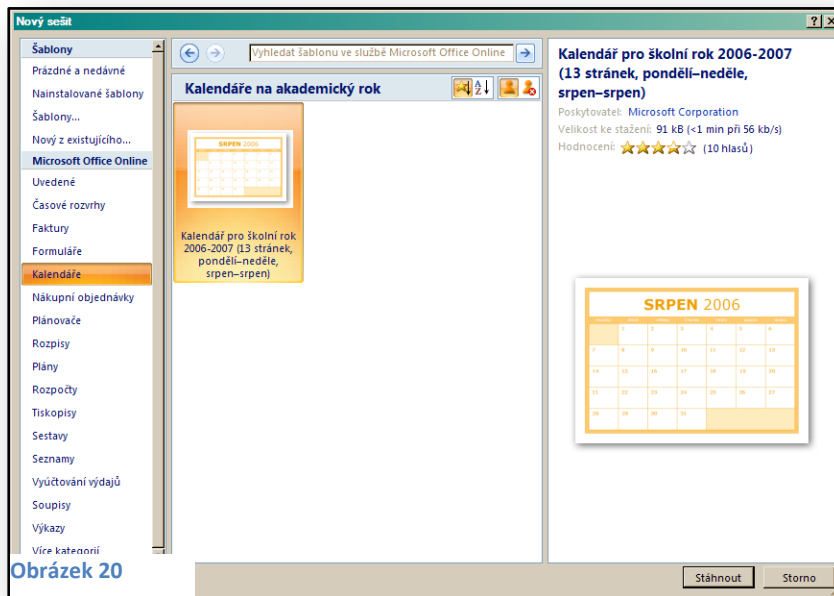 Nový sešit
Šablony
Prázdné a nedávné
Nainstalované šablony
Šablony...
Nový z existujícího...
Microsoft Office Online
Uvedené
Časové rozvrhy
Faktury
Formuláře
Kalendáře
Nákupní objednávky
Plánovače
Rozpisy
Plány
Rozpočty
Tiskopisy
Sestavy
Seznamy
Vyúčtování výdajů
Soupisy
Výkazy
Více kategorií
Obrázek 20
Vyhledat šablonu ve službě Microsoft Office Online
Kalendáře na akademický rok
SRPEN 2006
Kalendář pro školní rok
2006-2007 (13 stránek,
pondělí–neděle,
srpen–srpen)
Kalendář pro školní rok 2006-2007
(13 stránek, pondělí–neděle,
srpen–srpen)
Poskytovatel: Microsoft Corporation
Velikost ke stažení: 91 kB (<1 min při 56 kb/s)
Hodnocení: (10 hlasů)
SRPEN 2006
1 2 3 4 5 6
7 8 9 10 11 12 13
14 15 16 17 18 19 20
21 22 23 24 25 26 27
28 29 30 31
Stáhnout
Storno